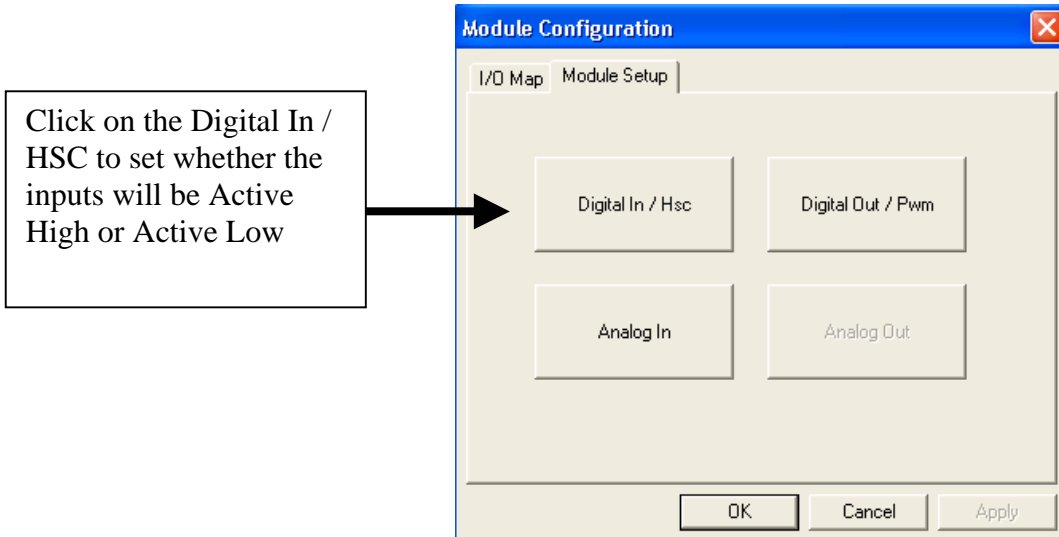 Module Configuration
I/O Map Module Setup
Click on the Digital In /
HSC to set whether the
inputs will be Active
High or Active Low
Digital In / Hsc
Digital Out / Pwm
Analog In
Analog Out
OK
Cancel
Apply